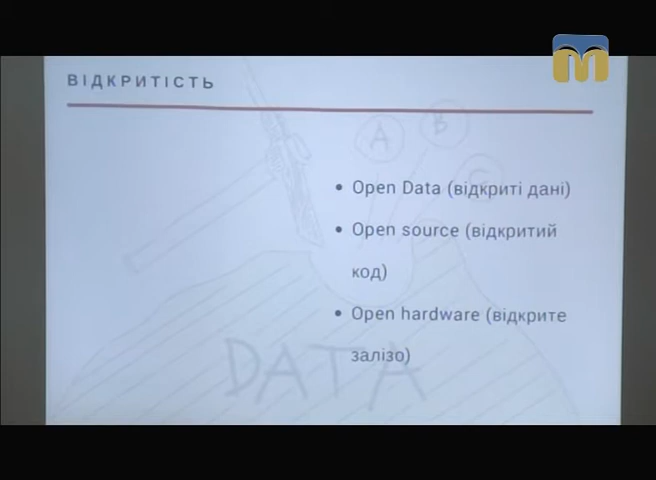 ВІДКРИТІСТЬ
A
B
C
Open Data (відкриті дані)
Open source (відкритий
код)
Open hardware (відкрите
залізо)
DATA